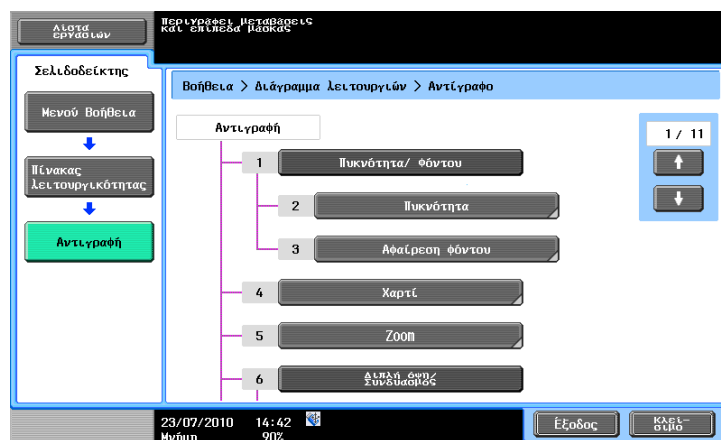 Λίστα
εργασιών
Περιγράφει μεταβάσεις
και επίπεδα μάσκας
Σελιδοδείκτης
Μενού Βοήθεια
Πίνακας
λειτουργικότητας
Αντιγραφή
Βοήθεια > Διάγραμμα λειτουργιών > Αντίγραφο
Αντιγραφή
1 / 11
1 Πυκνότητα/ φόντου
2 Πυκνότητα
3 Αφαίρεση φόντου
4 Χαρτί
5 Zoom
6 Διπλή όψη/
Συνδυασμός
23/07/2010 14:42
Μνήμη 90%
Έξοδος
Κλεί-
σιμο